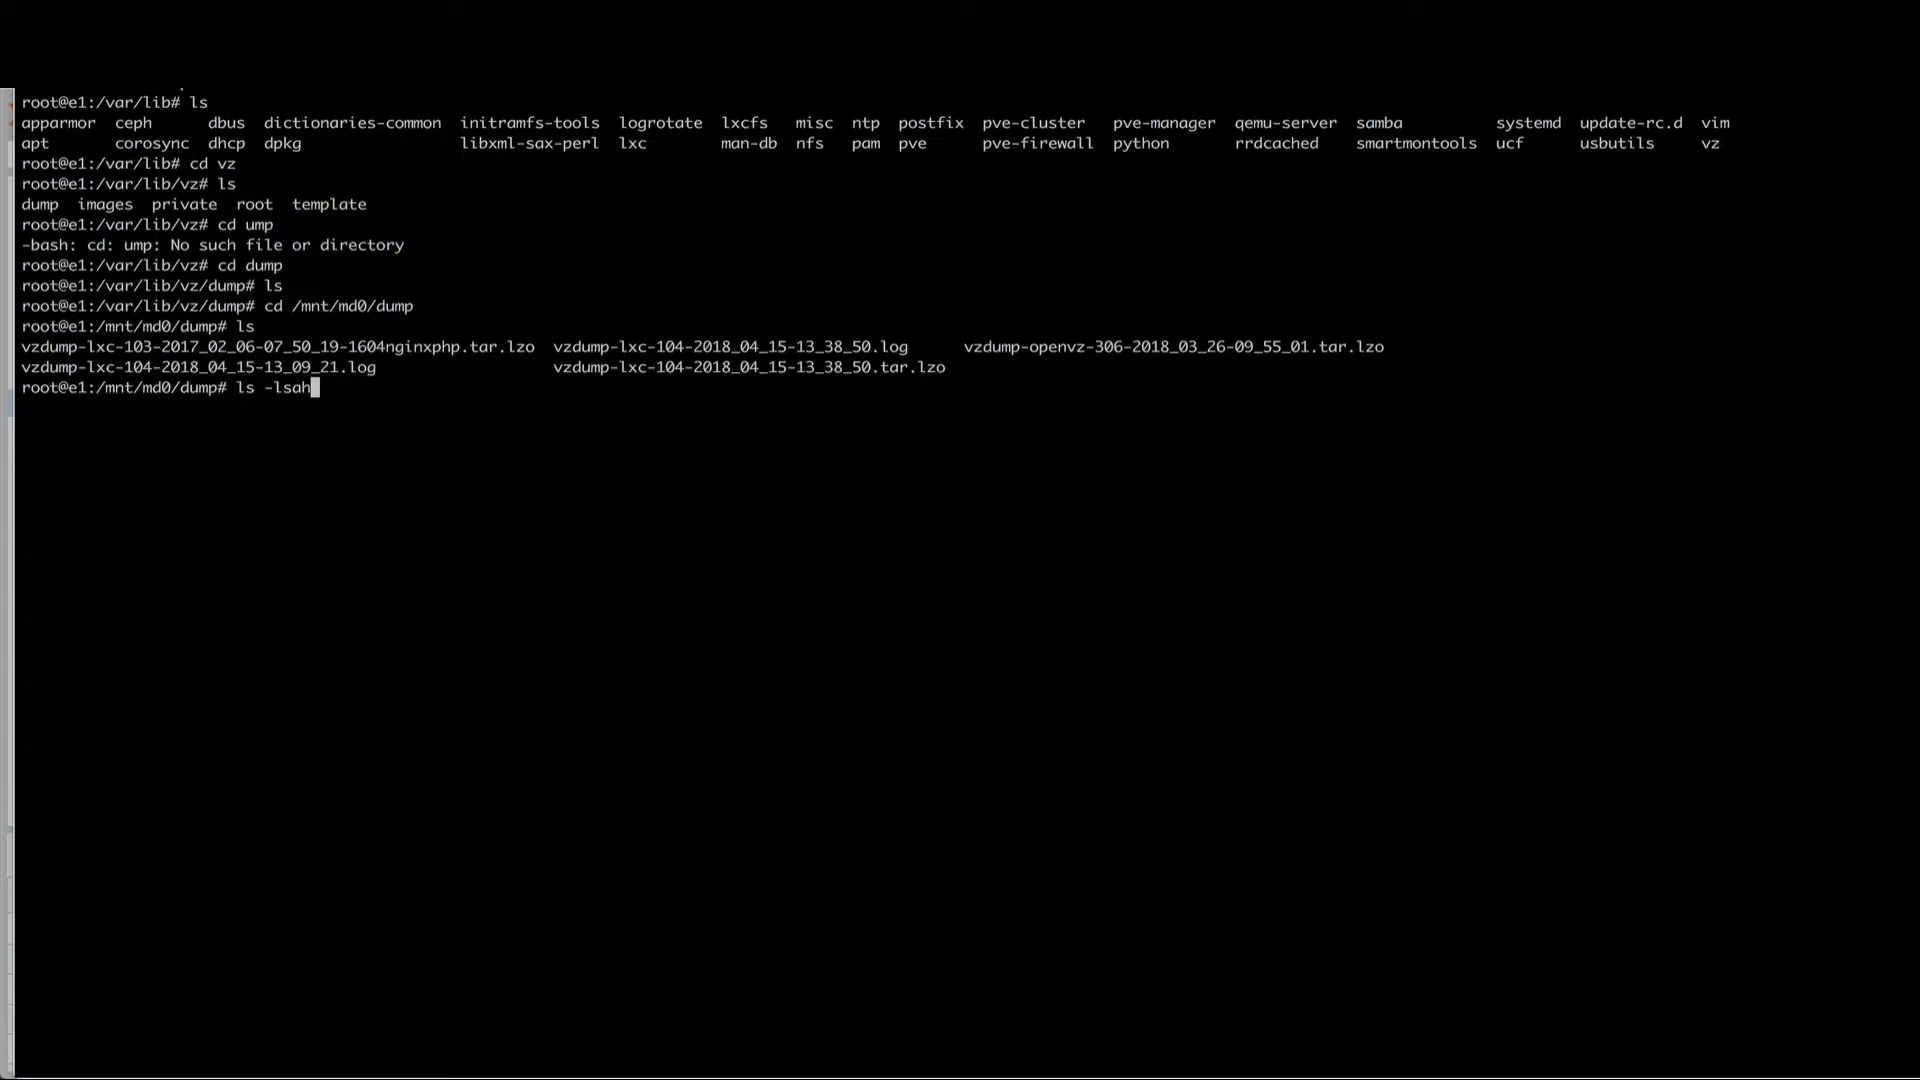 root@e1:/var/lib# ls
apparmor  ceph      dbus  dictionaries-common  initramfs-tools  logrotate  lxcfs   misc  ntp  postfix  pve-cluster   pve-manager  qemu-server  samba          systemd  update-rc.d  vim
apt       corosync  dhcp  dpkg                 libxml-sax-perl  lxc        man-db  nfs   pam  pve      pve-firewall  python       rrdcached    smartmontools  ucf      usbutils     vz
root@e1:/var/lib# cd vz
root@e1:/var/lib/vz# ls
dump  images  private  root  template
root@e1:/var/lib/vz# cd ump
-bash: cd: ump: No such file or directory
root@e1:/var/lib/vz# cd dump
root@e1:/var/lib/vz/dump# ls
root@e1:/var/lib/vz/dump# cd /mnt/md0/dump
root@e1:/mnt/md0/dump# ls
vzdump-lxc-103-2017_02_06-07_50_19-1604nginxphp.tar.lzo  vzdump-lxc-104-2018_04_15-13_38_50.log      vzdump-openvz-306-2018_03_26-09_55_01.tar.lzo
vzdump-lxc-104-2018_04_15-13_09_21.log                   vzdump-lxc-104-2018_04_15-13_38_50.tar.lzo
root@e1:/mnt/md0/dump# ls -lsah